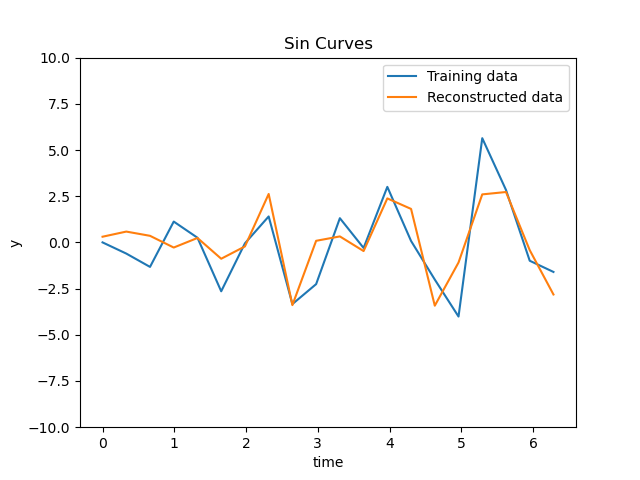 Sin Curves
Training data
Reconstructed data
10.0
7.5
5.0
2.5
0.0
−2.5
−5.0
−7.5
−10.0
y
0 1 2 3 4 5 6
time